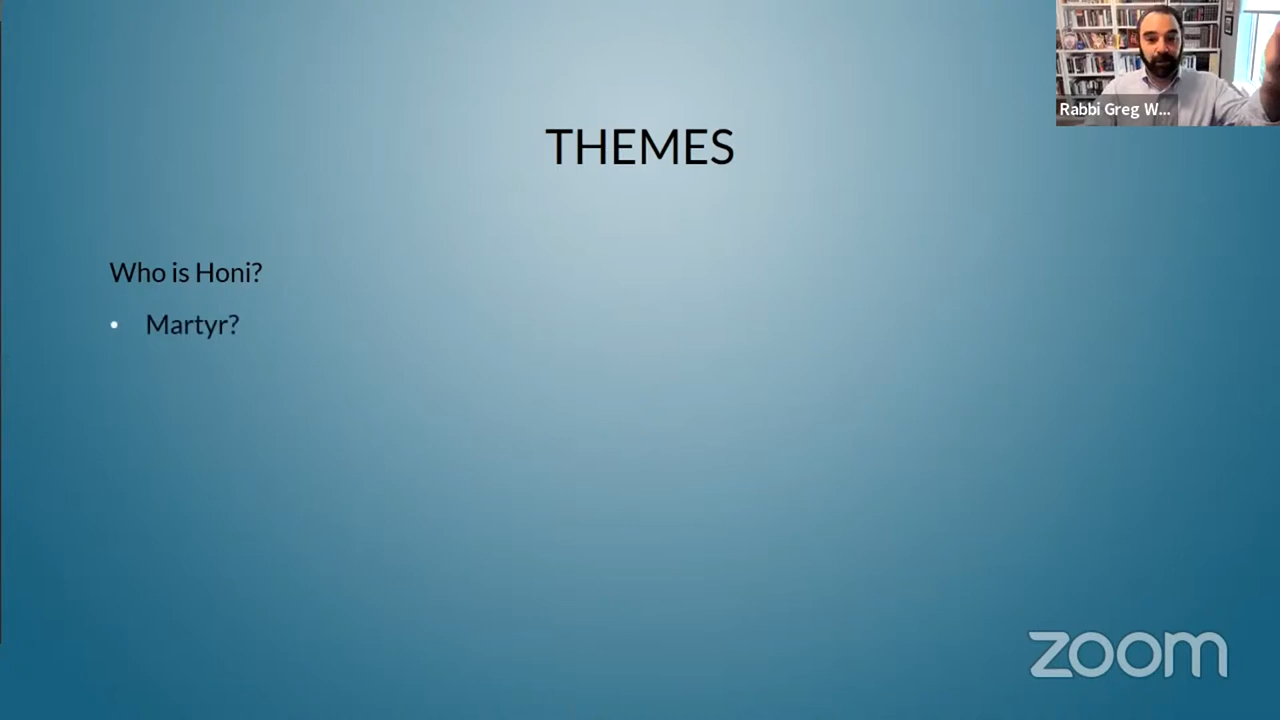 Rabbi Greg W...
THEMES
Who is Honi?
• Martyr?
zoom